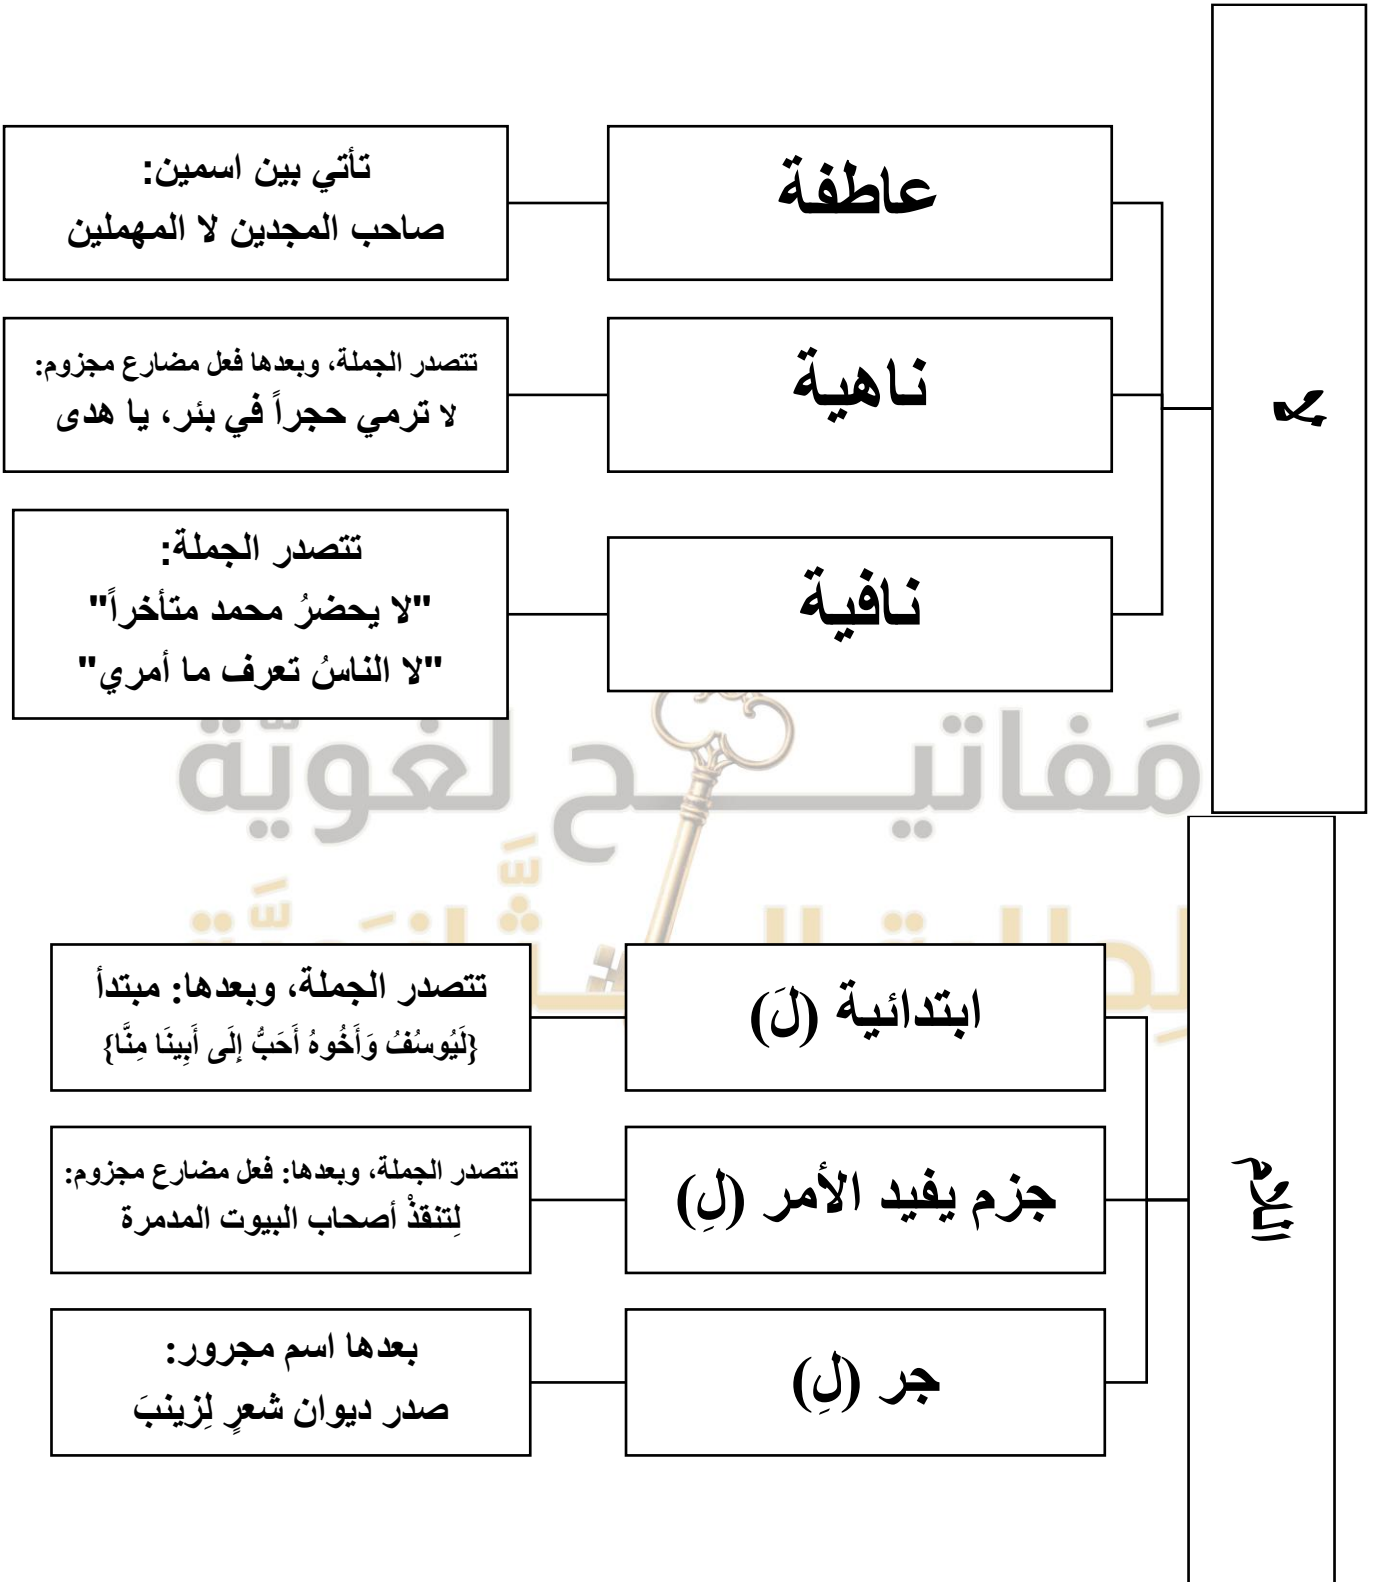 لا
عاطفة
تأتي بين اسمين:
صاحب المجدين لا المهملين
ناهية
تتصدر الجملة، وبعدها فعل مضارع مجزوم:
لا ترمي حجراً في بئر، يا هدى
نافية
تتصدر الجملة:
"لا يحضرُ محمد متأخراً"
"لا الناسُ تعرف ما أمري"
مَفاتيـــــح لغويّة
اللام
ابتدائية (لَ)
تتصدر الجملة، وبعدها: مبتدأ
{لَيُوسُفُ وَأَخُوهُ أَحَبُّ إِلَى أَبِينَا مِنَّا}
جزم يفيد الأمر (لِ)
تتصدر الجملة، وبعدها: فعل مضارع مجزوم:
لِتنقذْ أصحاب البيوت المدمرة
جر (لِ)
بعدها اسم مجرور:
صدر ديوان شعرٍ لِزينبَ